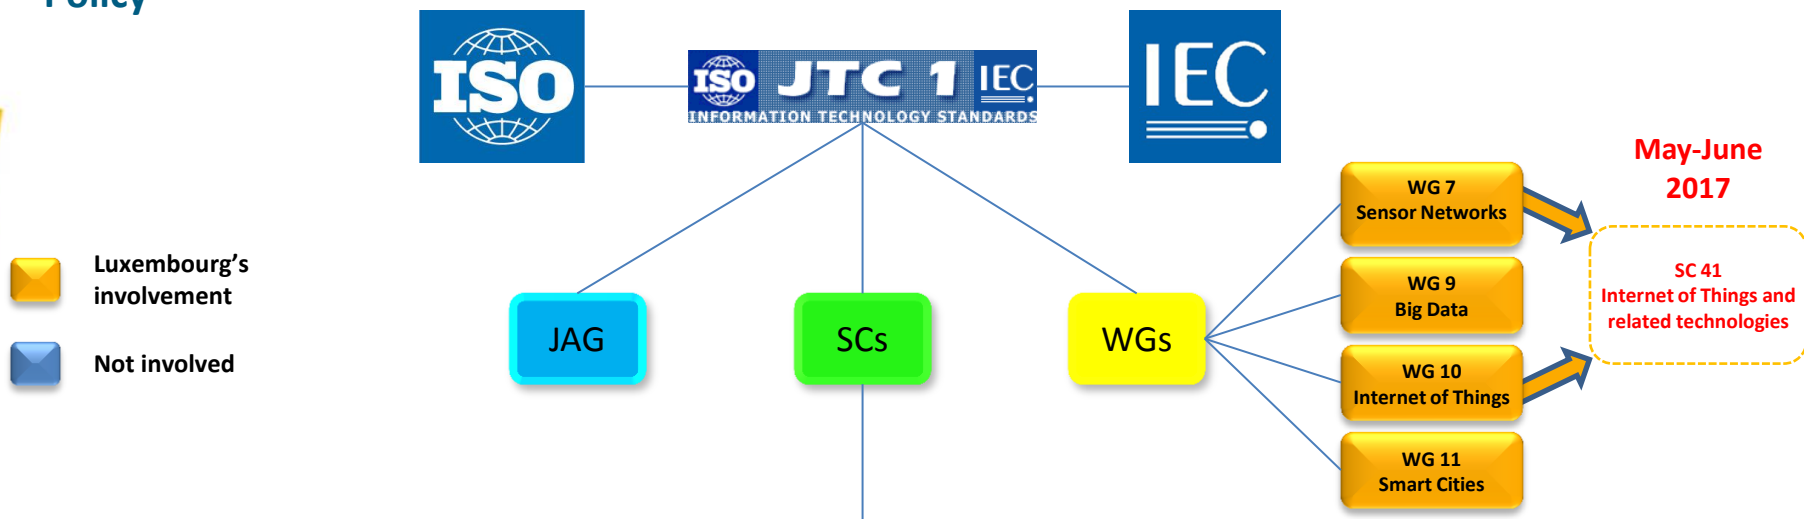 Policy
ISO
ISO JTC 1 IEC
INFORMATION TECHNOLOGY STANDARDS
IEC
May-June
2017
WG 7
Sensor Networks
Luxembourg's
involvement
SC 41
Internet of Things and
related technologies
WG 9
Big Data
JAG
SCs
WGs
Not involved
WG 10
Internet of Things
WG 11
Smart Cities